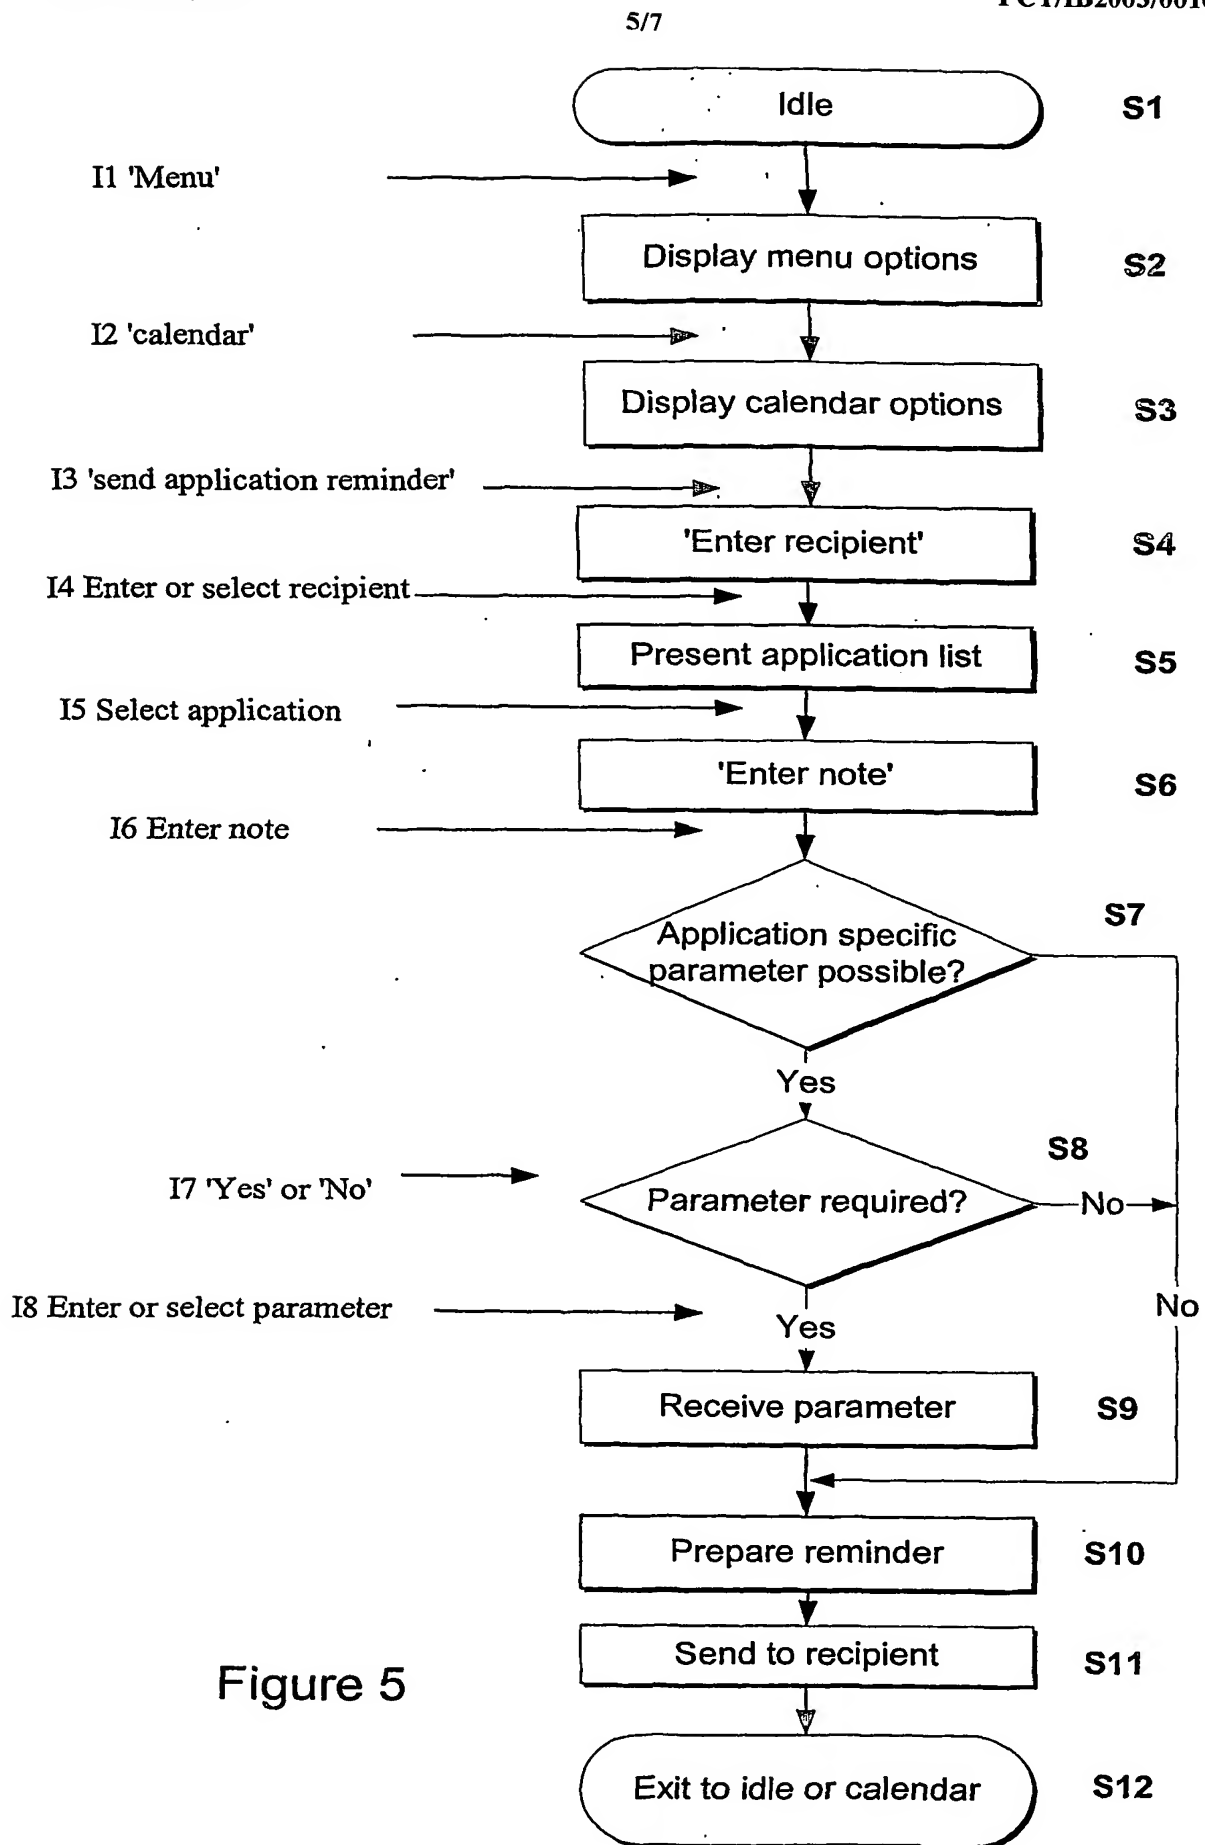 5/7
Idle
S1
I1 'Menu'
Display menu options
S2
I2 'calendar'
Display calendar options
S3
I3 'send application reminder'
'Enter recipient'
S4
I4 Enter or select recipient
Present application list
S5
I5 Select application
'Enter note'
S6
I6 Enter note
S7
Application specific
parameter possible?
Yes
S8
I7 'Yes' or 'No'
Parameter required?
No
I8 Enter or select parameter
No
Yes
Receive parameter
S9
Prepare reminder
S10
Send to recipient
S11
Figure 5
Exit to idle or calendar
S12